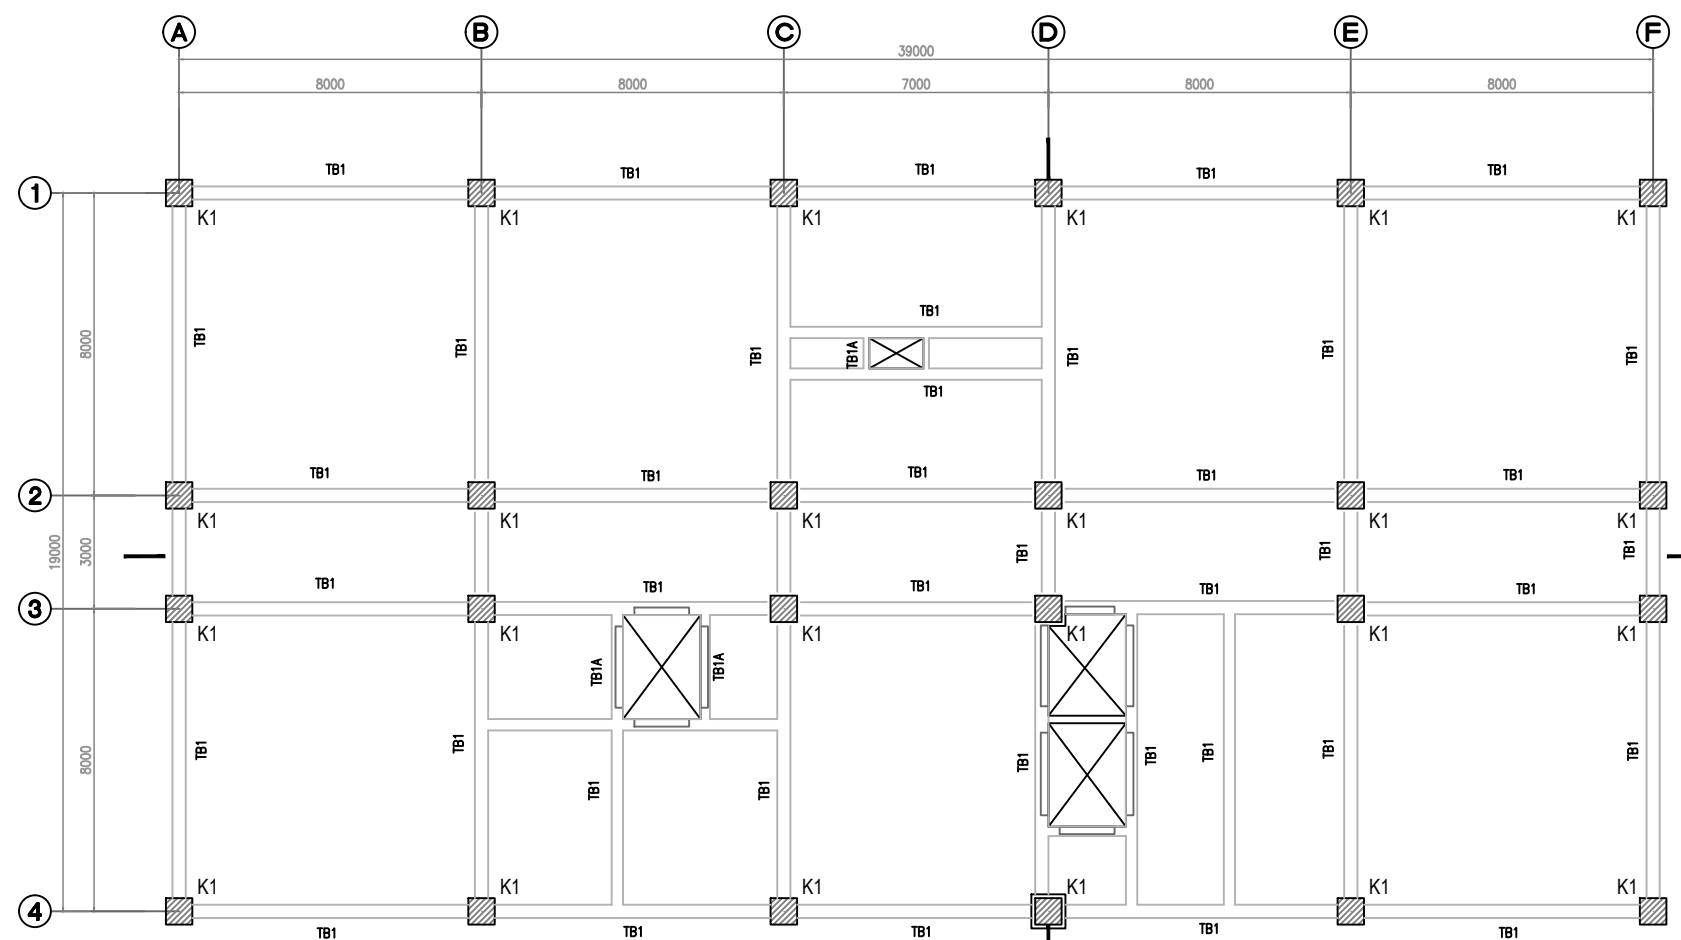 A B C D E F
39000
8000 8000 7000 8000 8000
TB1 TB1 TB1 TB1 TB1
1
K1 K1 K1 K1 K1 K1
TB1
8000 TB1 TB1 TB1 TB1A TB1 TB1 TB1
TB1
TB1 TB1 TB1 TB1 TB1
2
K1 K1 K1 K1 K1 K1
19000 3000 TB1 TB1 TB1
TB1 TB1 TB1 TB1 TB1
3
K1 K1 K1 K1 K1 K1
TB1A TB1A
8000 TB1 TB1 TB1 TB1 TB1 TB1 TB1
TB1 TB1
K1 K1 K1 K1 K1 K1
4
TB1 TB1 TB1 TB1 TB1